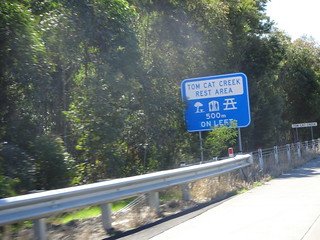 TOM CAT CREEK
REST AREA
500m
ON LEFT